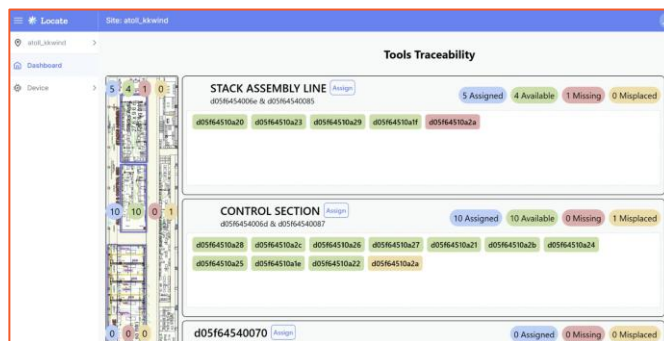 Locate
Site: atoll_kkwind
atoll_kkwind
Dashboard
Device
Tools Traceability
5 4 1 0
STACK ASSEMBLY LINE Assign
d05f6454006e & d05f64540085
5 Assigned 4 Available 1 Missing 0 Misplaced
d05f64510a20 d05f64510a23 d05f64510a29 d05f64510a1f d05f64510a2a
10 10 0 1
CONTROL SECTION Assign
d05f6454006d & d05f64540087
10 Assigned 10 Available 0 Missing 1 Misplaced
d05f64510a28 d05f64510a2c d05f64510a26 d05f64510a27 d05f64510a21 d05f64510a2b d05f64510a24
d05f64510a25 d05f64510a1e d05f64510a22 d05f64510a2a
0 0 0
d05f64540070 Assign
0 Assigned 0 Missing 0 Misplaced